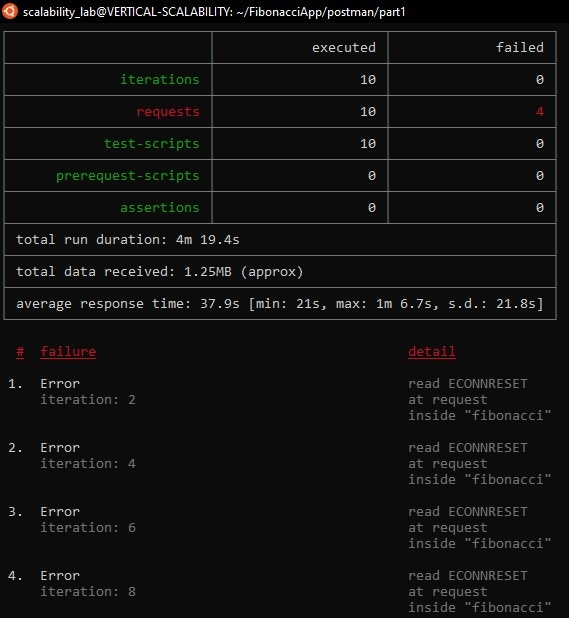 scalability_lab@VERTICAL-SCALABILITY: ~/FibonacciApp/postman/part1
executed failed
iterations 10 0
requests 10 4
test-scripts 10 0
prerequest-scripts 0 0
assertions 0 0
total run duration: 4m 19.4s
total data received: 1.25MB (approx)
average response time: 37.9s [min: 21s, max: 1m 6.7s, s.d.: 21.8s]
# failure detail
1. Error read ECONNRESET
iteration: 2 at request
inside "fibonacci"
2. Error read ECONNRESET
iteration: 4 at request
inside "fibonacci"
3. Error read ECONNRESET
iteration: 6 at request
inside "fibonacci"
4. Error read ECONNRESET
iteration: 8 at request
inside "fibonacci"